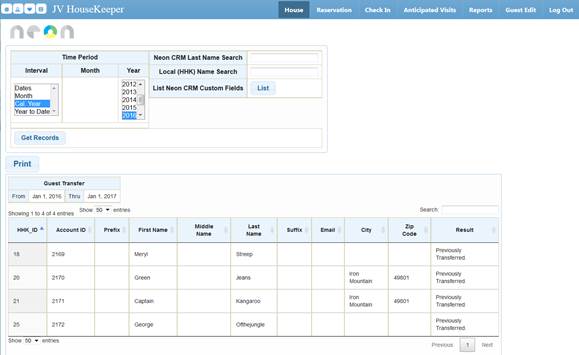 JV HouseKeeper House Reservation Check In Anticipated Visits Reports Guest Edit Log Out
neon
Time Period
Interval Month Year
Dates
Month
Cal. Year
Year to Date
2012
2013
2014
2015
2016
Neon CRM Last Name Search
Local (HHK) Name Search
List Neon CRM Custom Fields List
Get Records
Print
Guest Transfer
From Jan 1, 2016 Thru Jan 1, 2017
Showing 1 to 4 of 4 entries Show 50 entries Search:
HHK_ID Account ID Prefix First Name Middle Name Last Name Suffix Email City Zip Code Result
18 2169 Meryl Streep Previously Transferred.
20 2170 Green Jeans Iron Mountain 49801 Previously Transferred.
21 2171 Captain Kangaroo Iron Mountain 49801 Previously Transferred.
25 2172 George Ofthejungle Previously Transferred.
Show 50 entries Previous 1 Next